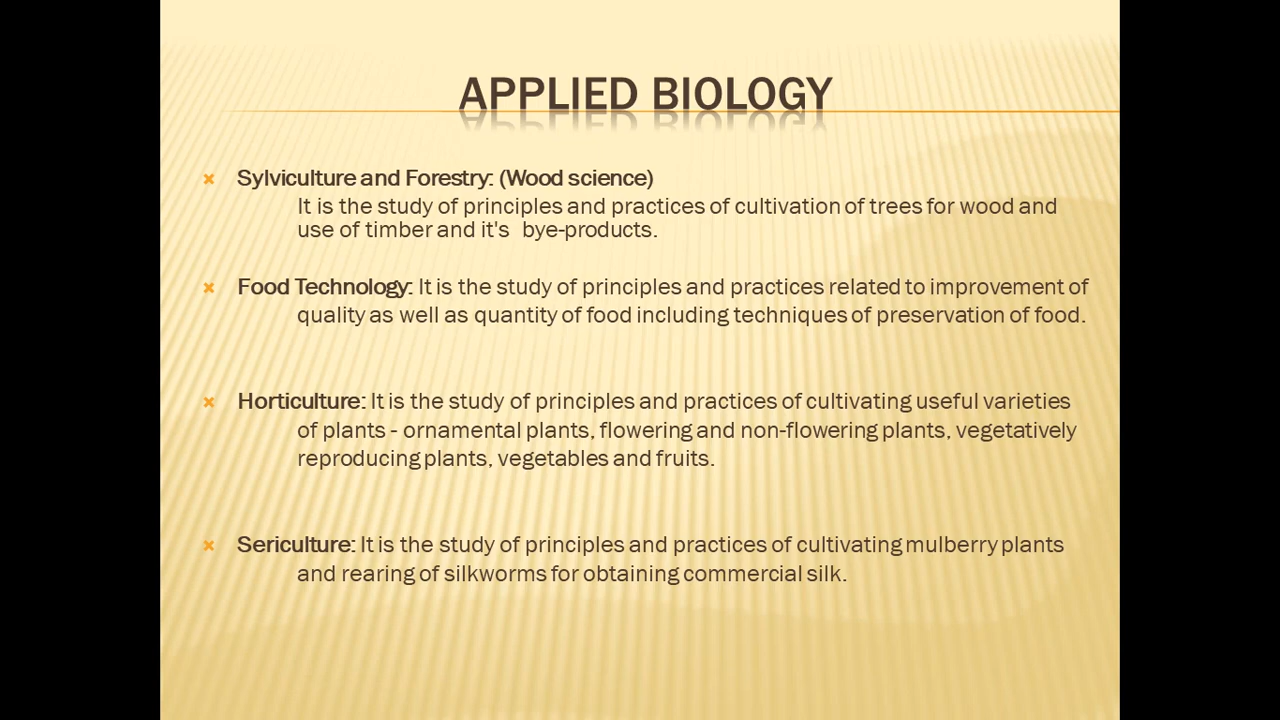 APPLIED BIOLOGY
Sylviculture and Forestry: (Wood science)
It is the study of principles and practices of cultivation of trees for wood and
use of timber and it's bye-products.
Food Technology: It is the study of principles and practices related to improvement of
quality as well as quantity of food including techniques of preservation of food.
Horticulture: It is the study of principles and practices of cultivating useful varieties
of plants - ornamental plants, flowering and non-flowering plants, vegetatively
reproducing plants, vegetables and fruits.
Sericulture: It is the study of principles and practices of cultivating mulberry plants
and rearing of silkworms for obtaining commercial silk.